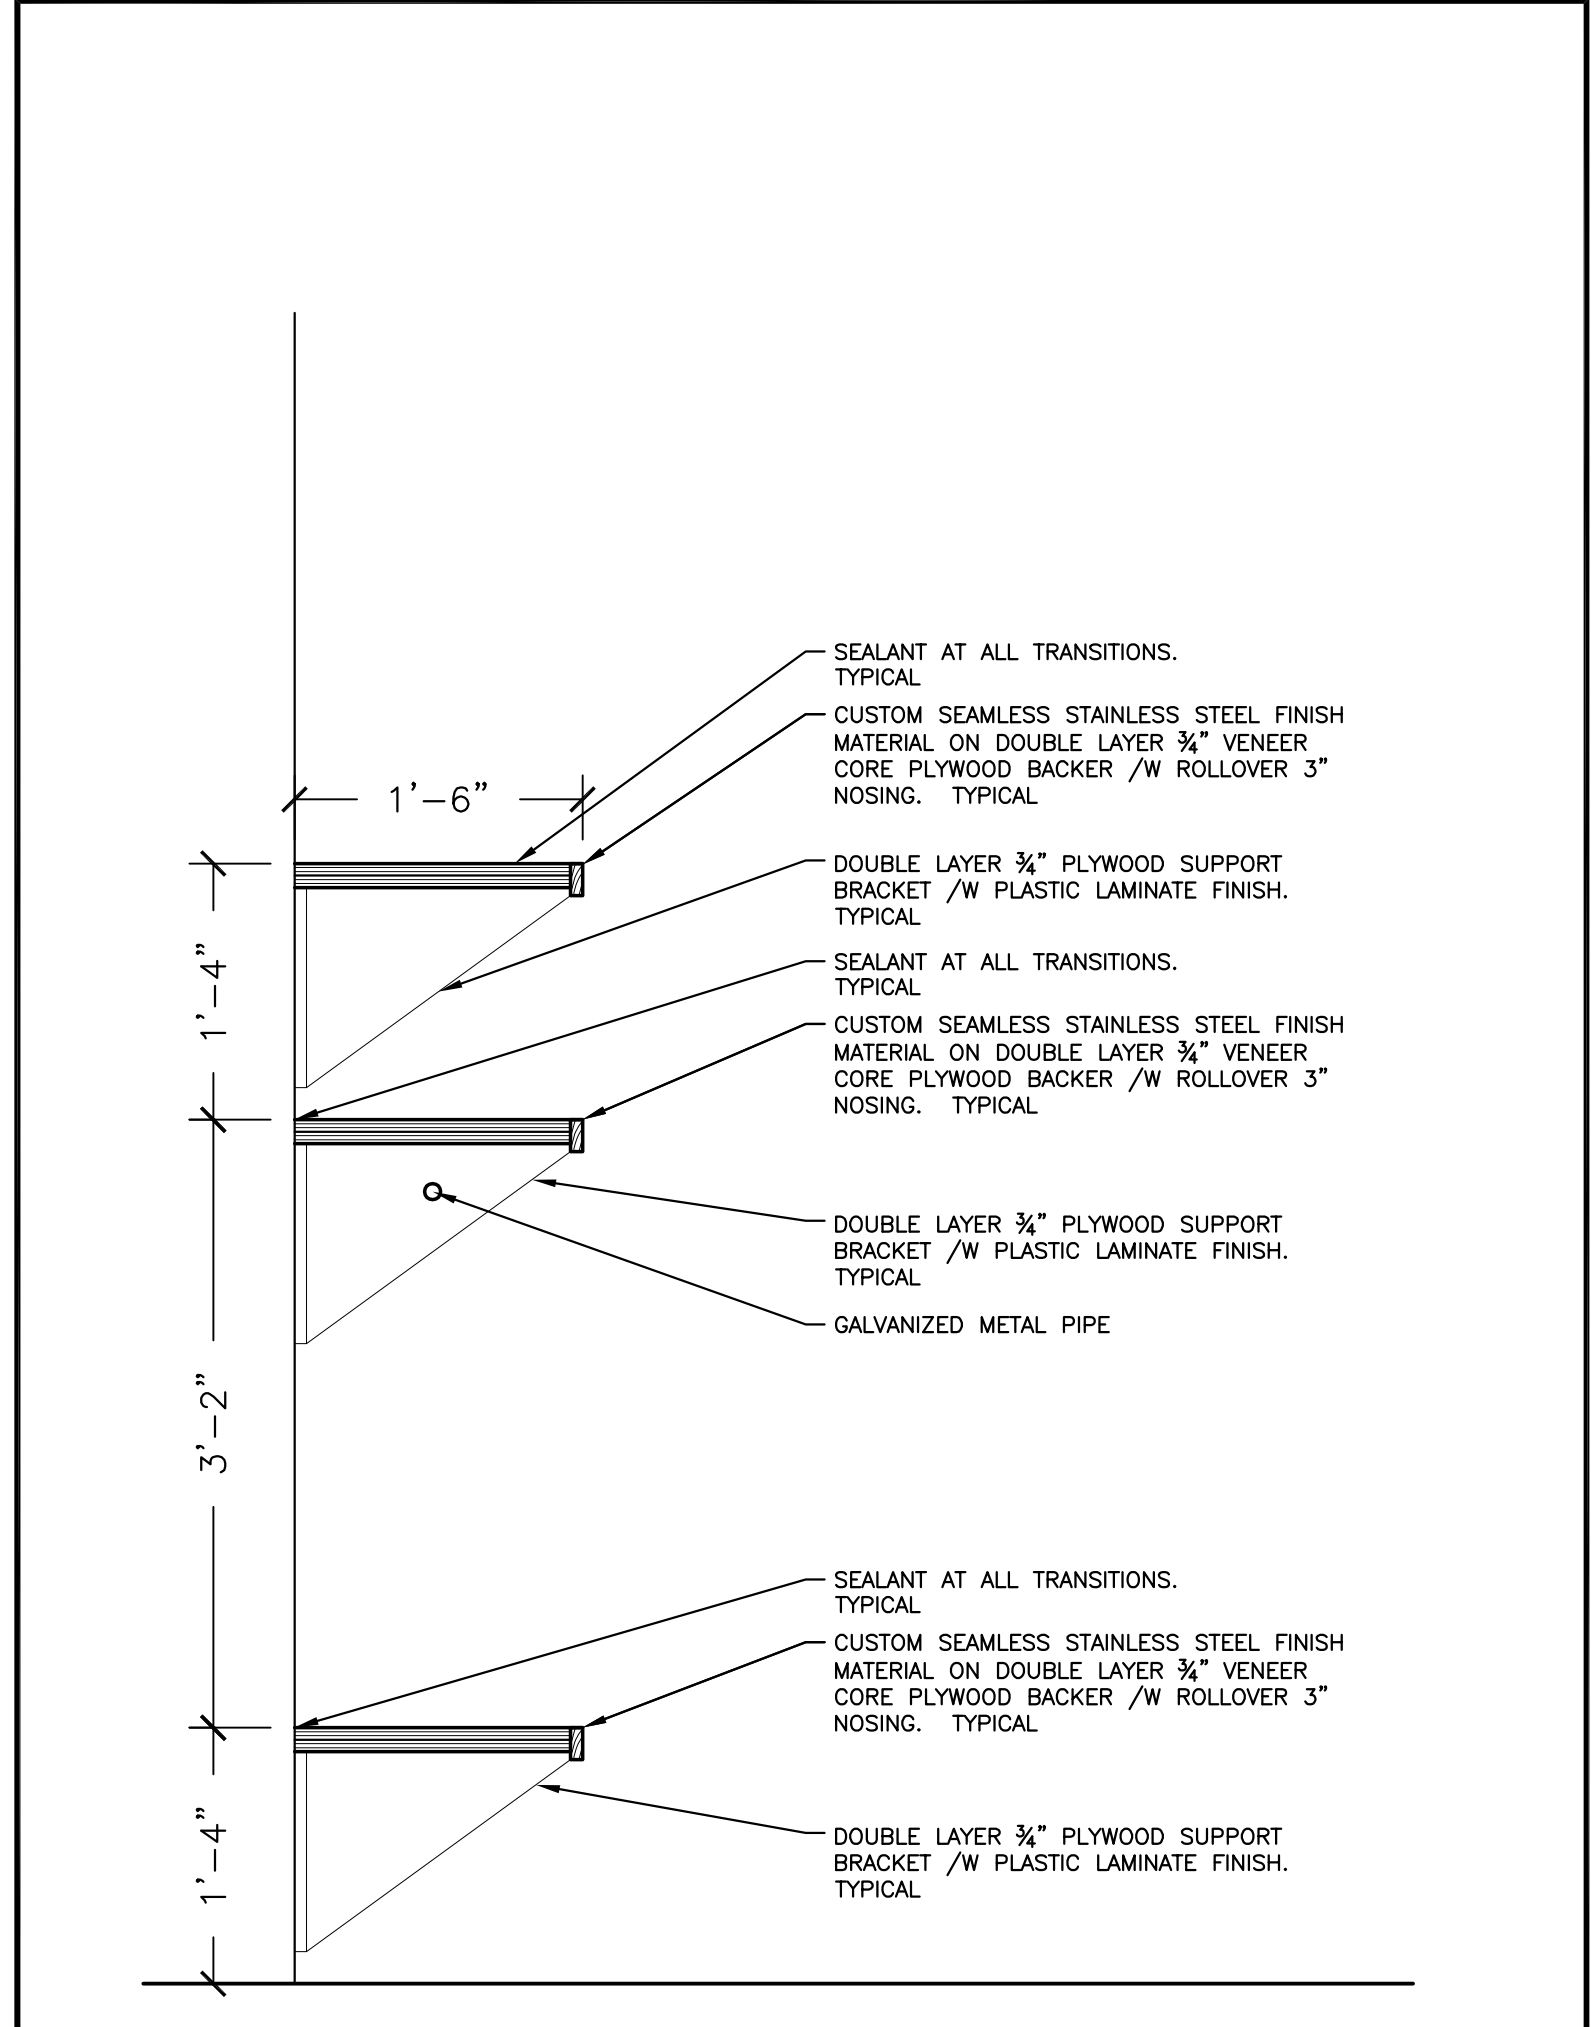 SEALANT AT ALL TRANSITIONS.
TYPICAL
CUSTOM SEAMLESS STAINLESS STEEL FINISH
MATERIAL ON DOUBLE LAYER ¾" VENEER
CORE PLYWOOD BACKER /W ROLLOVER 3"
NOSING. TYPICAL
1'-6"
DOUBLE LAYER ¾" PLYWOOD SUPPORT
BRACKET /W PLASTIC LAMINATE FINISH.
TYPICAL
1'-4"
SEALANT AT ALL TRANSITIONS.
TYPICAL
CUSTOM SEAMLESS STAINLESS STEEL FINISH
MATERIAL ON DOUBLE LAYER ¾" VENEER
CORE PLYWOOD BACKER /W ROLLOVER 3"
NOSING. TYPICAL
DOUBLE LAYER ¾" PLYWOOD SUPPORT
BRACKET /W PLASTIC LAMINATE FINISH.
TYPICAL
GALVANIZED METAL PIPE
3'-2"
SEALANT AT ALL TRANSITIONS.
TYPICAL
CUSTOM SEAMLESS STAINLESS STEEL FINISH
MATERIAL ON DOUBLE LAYER ¾" VENEER
CORE PLYWOOD BACKER /W ROLLOVER 3"
NOSING. TYPICAL
1'-4"
DOUBLE LAYER ¾" PLYWOOD SUPPORT
BRACKET /W PLASTIC LAMINATE FINISH.
TYPICAL